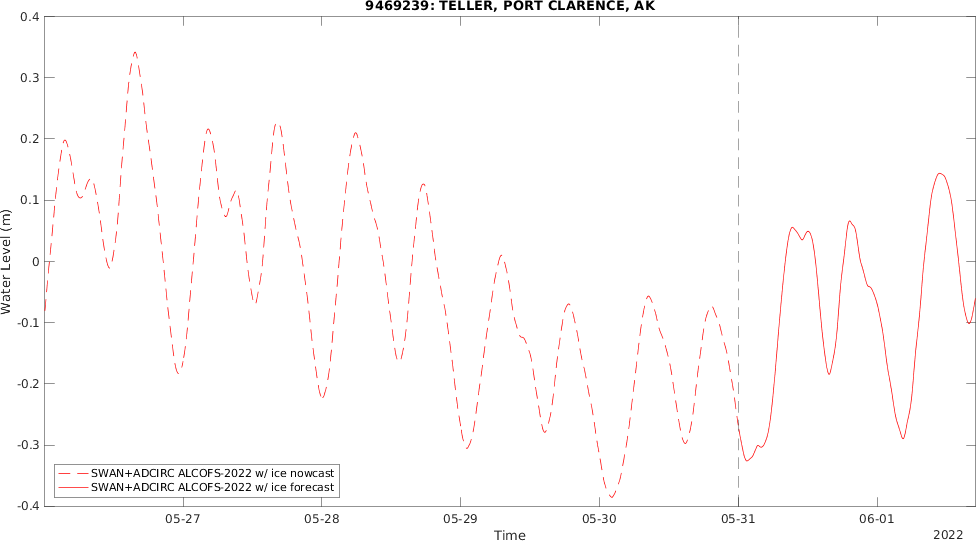 9469239: TELLER, PORT CLARENCE, AK
0.4
0.3
0.2
0.1
0
-0.1
-0.2
-0.3
-0.4
Water Level (m)
SWAN+ADCIRC ALCOFS-2022 w/ ice nowcast
SWAN+ADCIRC ALCOFS-2022 w/ ice forecast
05-27 05-28 05-29 05-30 05-31 06-01
Time
2022